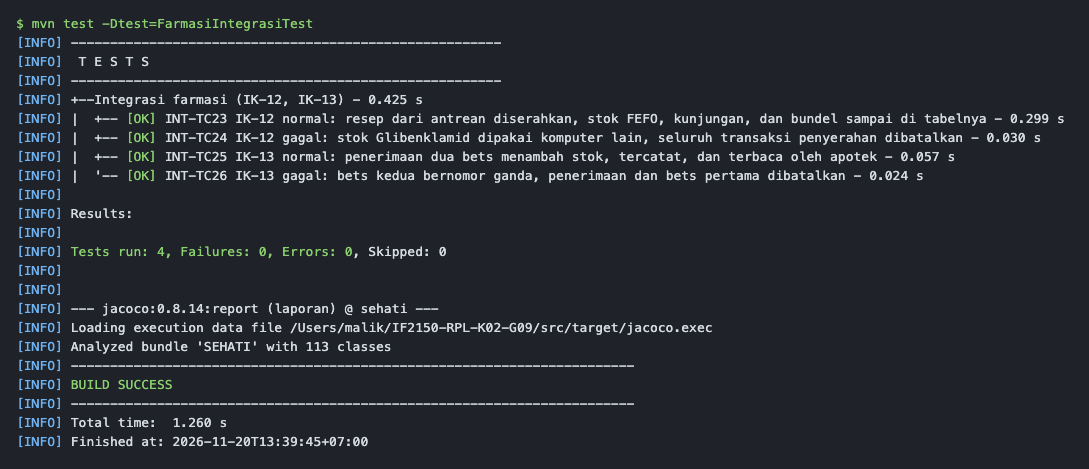 $ mvn test -Dtest=FarmasiIntegrasiTest
[INFO] -------------------------------------------------------
[INFO]  T E S T S
[INFO] -------------------------------------------------------
[INFO] +--Integrasi farmasi (IK-12, IK-13) - 0.425 s
[INFO] |  +-- [OK] INT-TC23 IK-12 normal: resep dari antrean diserahkan, stok FEFO, kunjungan, dan bundel sampai di tabelnya - 0.299 s
[INFO] |  +-- [OK] INT-TC24 IK-12 gagal: stok Glibenklamid dipakai komputer lain, seluruh transaksi penyerahan dibatalkan - 0.030 s
[INFO] |  +-- [OK] INT-TC25 IK-13 normal: penerimaan dua bets menambah stok, tercatat, dan terbaca oleh apotek - 0.057 s
[INFO] |  '-- [OK] INT-TC26 IK-13 gagal: bets kedua bernomor ganda, penerimaan dan bets pertama dibatalkan - 0.024 s
[INFO]
[INFO] Results:
[INFO]
[INFO] Tests run: 4, Failures: 0, Errors: 0, Skipped: 0
[INFO]
[INFO]
[INFO] --- jacoco:0.8.14:report (laporan) @ sehati ---
[INFO] Loading execution data file /Users/malik/IF2150-RPL-K02-G09/src/target/jacoco.exec
[INFO] Analyzed bundle 'SEHATI' with 113 classes
[INFO] ------------------------------------------------------------------------
[INFO] BUILD SUCCESS
[INFO] ------------------------------------------------------------------------
[INFO] Total time:  1.260 s
[INFO] Finished at: 2026-11-20T13:39:45+07:00